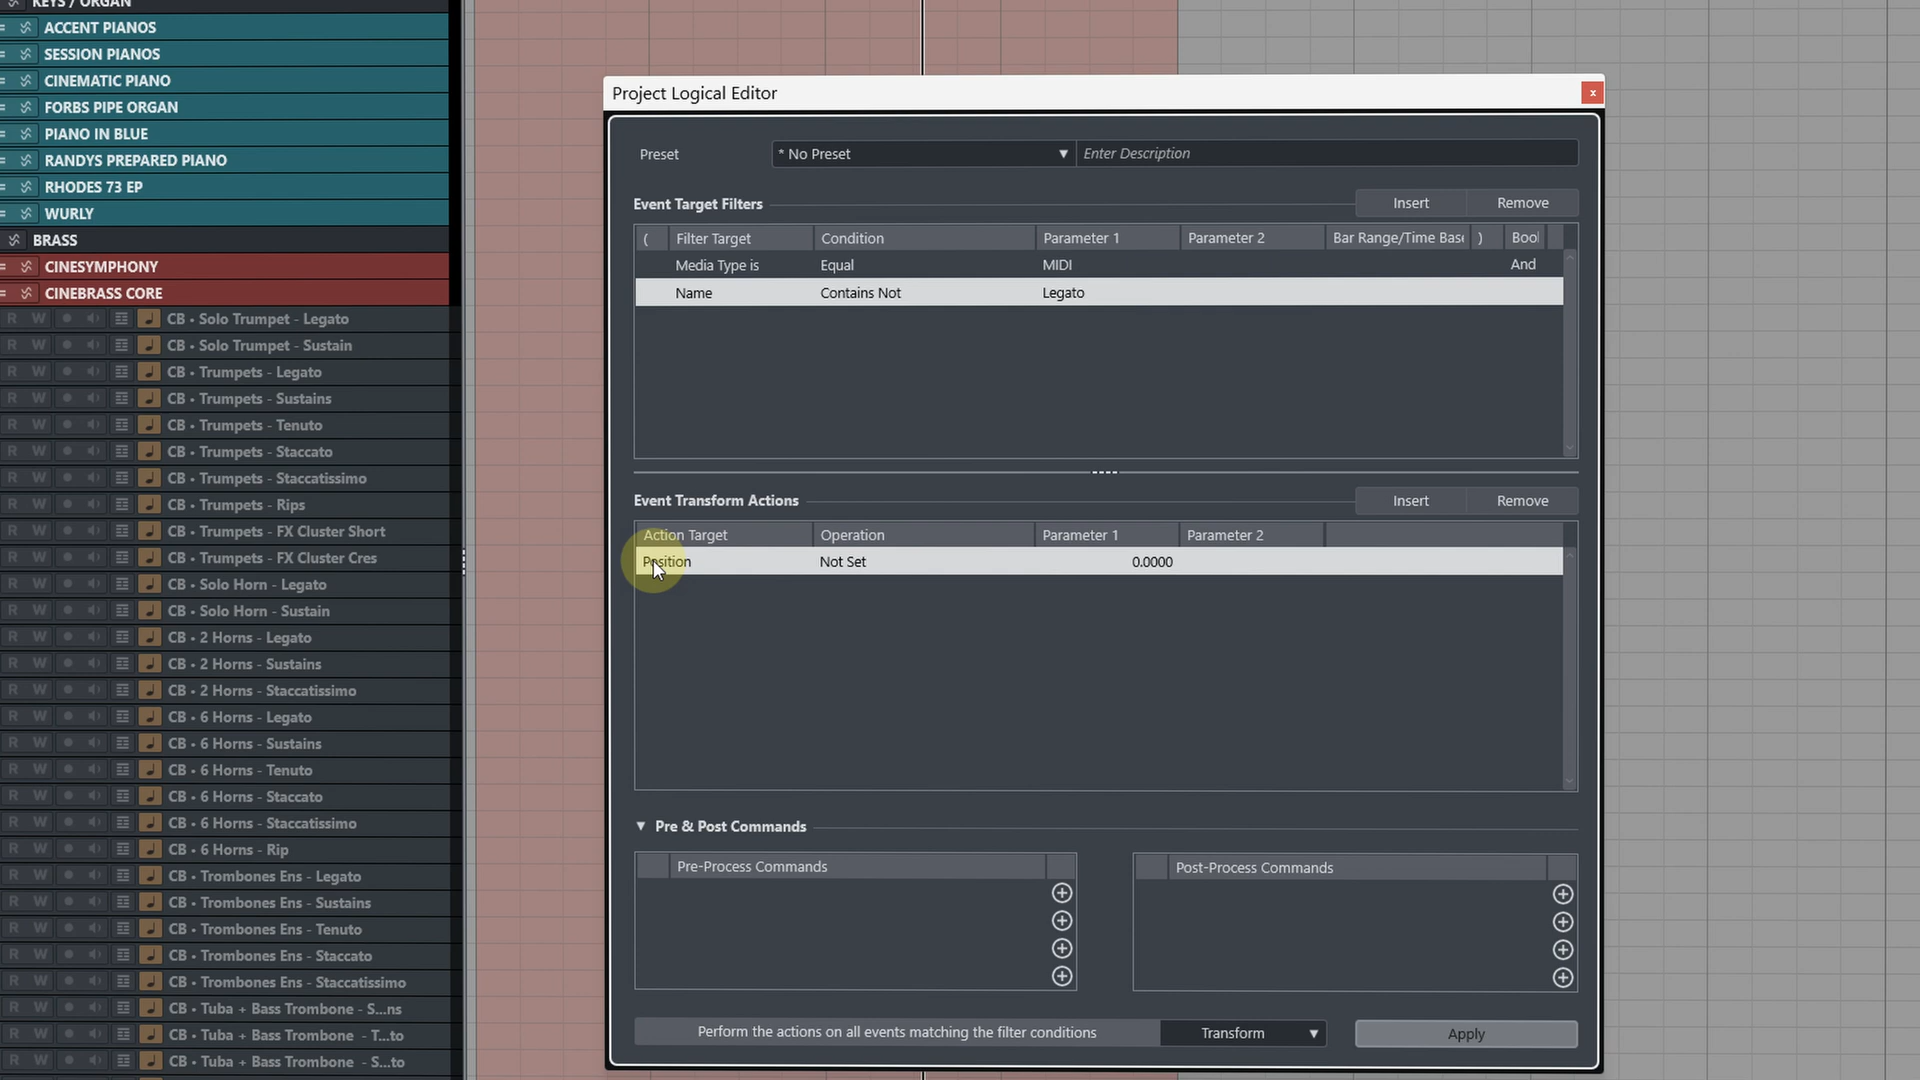 KEYS / ORGAN
ACCENT PIANOS
SESSION PIANOS
CINEMATIC PIANO
FORBS PIPE ORGAN
PIANO IN BLUE
RANDYS PREPARED PIANO
RHODES 73 EP
WURLY
BRASS
CINESYMPHONY
CINEBRASS CORE
R W CB • Solo Trumpet - Legato
R W CB • Solo Trumpet - Sustain
R W CB • Trumpets - Legato
R W CB • Trumpets - Sustains
R W CB • Trumpets - Tenuto
R W CB • Trumpets - Staccato
R W CB • Trumpets - Staccatissimo
R W CB • Trumpets - Rips
R W CB • Trumpets - FX Cluster Short
R W CB • Trumpets - FX Cluster Cres
R W CB • Solo Horn - Legato
R W CB • Solo Horn - Sustain
R W CB • 2 Horns - Legato
R W CB • 2 Horns - Sustains
R W CB • 2 Horns - Staccatissimo
R W CB • 6 Horns - Legato
R W CB • 6 Horns - Sustains
R W CB • 6 Horns - Tenuto
R W CB • 6 Horns - Staccato
R W CB • 6 Horns - Staccatissimo
R W CB • 6 Horns - Rip
R W CB • Trombones Ens - Legato
R W CB • Trombones Ens - Sustains
R W CB • Trombones Ens - Tenuto
R W CB • Trombones Ens - Staccato
R W CB • Trombones Ens - Staccatissimo
R W CB • Tuba + Bass Trombone - S...ns
R W CB • Tuba + Bass Trombone - T...to
R W CB • Tuba + Bass Trombone - S...to
Project Logical Editor x
Preset * No Preset Enter Description
Event Target Filters Insert Remove
( Filter Target Condition Parameter 1 Parameter 2 Bar Range/Time Base ) Bool
Media Type is Equal MIDI And
Name Contains Not Legato
Event Transform Actions Insert Remove
Action Target Operation Parameter 1 Parameter 2
Position Not Set 0.0000
Pre & Post Commands
Pre-Process Commands Post-Process Commands
Perform the actions on all events matching the filter conditions Transform Apply